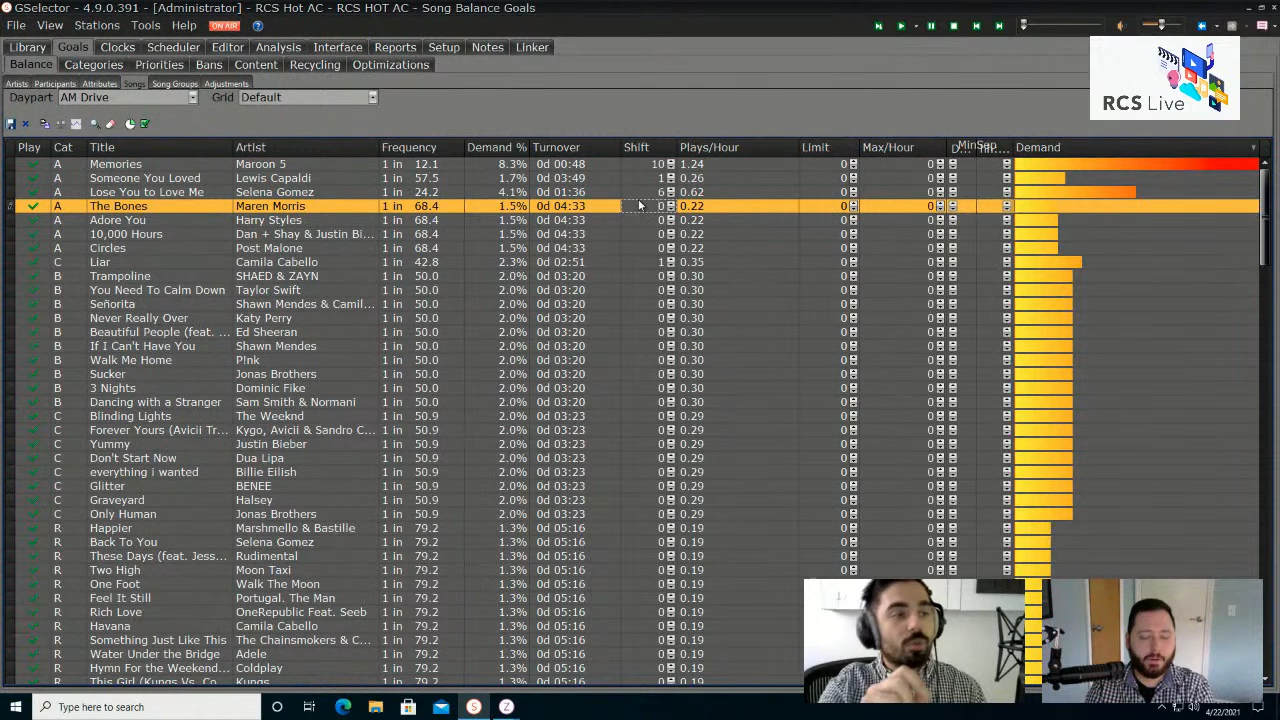 GSelector - 4.9.0.391 - [Administrator] - RCS Hot AC - RCS HOT AC - Song Balance Goals
File View Stations Tools Help ON AIR
Library Goals Clocks Scheduler Editor Analysis Interface Reports Setup Notes Linker
Balance Categories Priorities Bans Content Recycling Optimizations
Artists Participants Attributes Songs Song Groups Adjustments
Daypart AM Drive Grid Default
RCS Live
Play Cat Title Artist Frequency Demand % Turnover Shift Plays/Hour Limit Max/Hour MinSep D... Demand
A Memories Maroon 5 1 in 12.1 8.3% 0d 00:48 10 1.24
A Someone You Loved Lewis Capaldi 1 in 57.5 1.7% 0d 03:49 1 0.26 0 0
A Lose You to Love Me Selena Gomez 1 in 24.2 4.1% 0d 01:36 6 0.62 0 0
A The Bones Maren Morris 1 in 68.4 1.5% 0d 04:33 0 0.22 0 0
A Adore You Harry Styles 1 in 68.4 1.5% 0d 04:33 0 0.22 0 0
A 10,000 Hours Dan + Shay & Justin Bi... 1 in 68.4 1.5% 0d 04:33 0 0.22 0 0
A Circles Post Malone 1 in 68.4 1.5% 0d 04:33 0 0.22 0 0
C Liar Camila Cabello 1 in 42.8 2.3% 0d 02:51 1 0.35 0 0
B Trampoline SHAED & ZAYN 1 in 50.0 2.0% 0d 03:20 0 0.30 0 0
B You Need To Calm Down Taylor Swift 1 in 50.0 2.0% 0d 03:20 0 0.30 0 0
B Señorita Shawn Mendes & Camil... 1 in 50.0 2.0% 0d 03:20 0 0.30 0 0
B Never Really Over Katy Perry 1 in 50.0 2.0% 0d 03:20 0 0.30 0 0
B Beautiful People (feat. ... Ed Sheeran 1 in 50.0 2.0% 0d 03:20 0 0.30 0 0
B If I Can't Have You Shawn Mendes 1 in 50.0 2.0% 0d 03:20 0 0.30 0 0
B Walk Me Home P!nk 1 in 50.0 2.0% 0d 03:20 0 0.30 0 0
B Sucker Jonas Brothers 1 in 50.0 2.0% 0d 03:20 0 0.30 0 0
B 3 Nights Dominic Fike 1 in 50.0 2.0% 0d 03:20 0 0.30 0 0
B Dancing with a Stranger Sam Smith & Normani 1 in 50.0 2.0% 0d 03:20 0 0.30 0 0
C Blinding Lights The Weeknd 1 in 50.9 2.0% 0d 03:23 0 0.30 0 0
C Forever Yours (Avicii Tr... Kygo, Avicii & Sandro C... 1 in 50.9 2.0% 0d 03:23 0 0.30 0 0
C Yummy Justin Bieber 1 in 50.9 2.0% 0d 03:23 0 0.30 0 0
C Don't Start Now Dua Lipa 1 in 50.9 2.0% 0d 03:23 0 0.30 0 0
C everything i wanted Billie Eilish 1 in 50.9 2.0% 0d 03:23 0 0.30 0 0
C Glitter BENEE 1 in 50.9 2.0% 0d 03:23 0 0.30 0 0
C Graveyard Halsey 1 in 50.9 2.0% 0d 03:23 0 0.30 0 0
C Only Human Jonas Brothers 1 in 50.9 2.0% 0d 03:23 0 0.30 0 0
R Happier Marshmello & Bastille 1 in 79.2 1.3% 0d 05:16 0 0.19 0 0
R Back To You Selena Gomez 1 in 79.2 1.3% 0d 05:16 0 0.19 0 0
R These Days (feat. Jess... Rudimental 1 in 79.2 1.3% 0d 05:16 0 0.19 0 0
R Two High Moon Taxi 1 in 79.2 1.3% 0d 05:16 0 0.19 0 0
R One Foot Walk The Moon 1 in 79.2 1.3% 0d 05:16 0 0.19
R Feel It Still Portugal. The Man 1 in 79.2 1.3% 0d 05:16 0 0.19
R Rich Love OneRepublic Feat. Seeb 1 in 79.2 1.3% 0d 05:16 0 0.19
R Havana Camila Cabello 1 in 79.2 1.3% 0d 05:16 0 0.19
R Something Just Like This The Chainsmokers & C... 1 in 79.2 1.3% 0d 05:16 0 0.19
R Water Under the Bridge Adele 1 in 79.2 1.3% 0d 05:16 0 0.19
R Hymn For the Weekend... Coldplay 1 in 79.2 1.3% 0d 05:16 0 0.19
R This Girl (Kungs Vs. Co... Kungs 1 in 79.2 1.3% 0d 05:16 0 0.19
Type here to search
S Z
4/22/2021